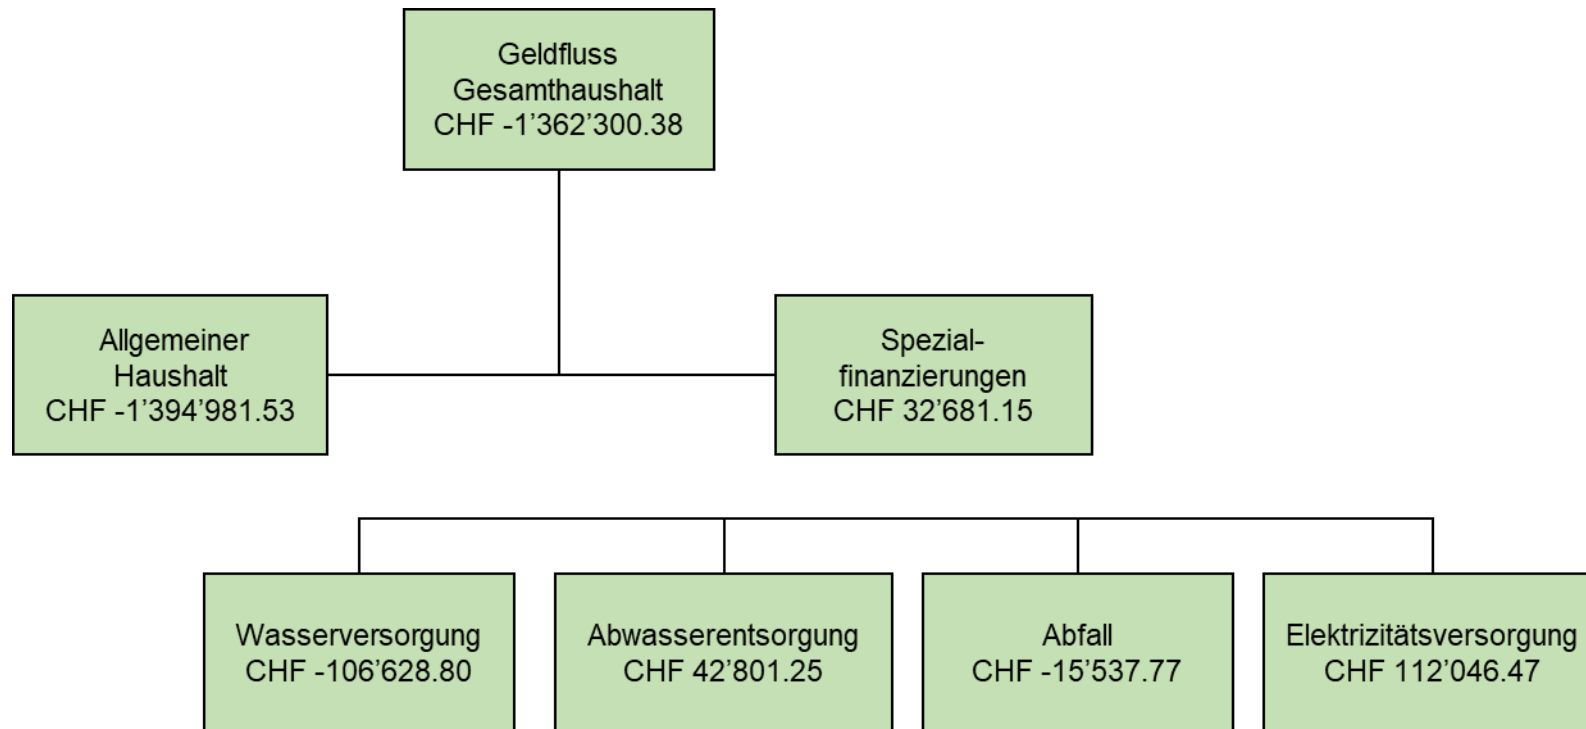 Geldfluss
Gesamthaushalt
CHF -1’362’300.38
Allgemeiner
Haushalt
CHF -1’394’981.53
Spezial-
finanzierungen
CHF 32’681.15
Wasserversorgung
CHF -106’628.80
Abwasserentsorgung
CHF 42’801.25
Abfall
CHF -15’537.77
Elektrizitätsversorgung
CHF 112’046.47